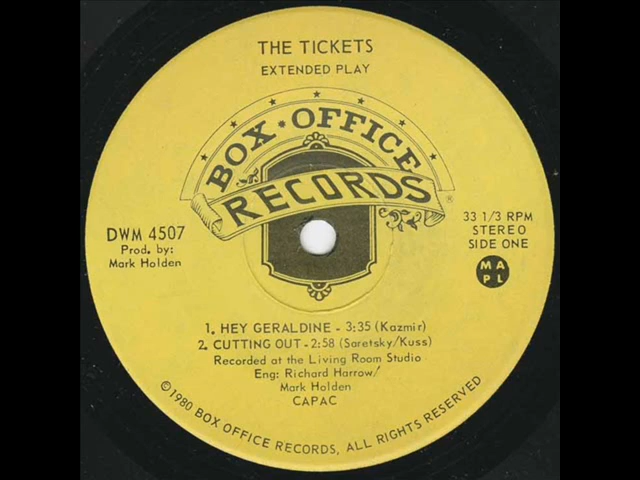 THE TICKETS
EXTENDED PLAY
BOX • OFFICE
RECORDS ®
DWM 4507
Prod. by:
Mark Holden
33 1/3 RPM
STEREO
SIDE ONE
M A
P L
1. HEY GERALDINE - 3:35 (Kazmir)
2. CUTTING OUT - 2:58 (Saretsky/Kuss)
Recorded at the Living Room Studio
Eng: Richard Harrow/
Mark Holden
CAPAC
©1980 BOX OFFICE RECORDS, ALL RIGHTS RESERVED